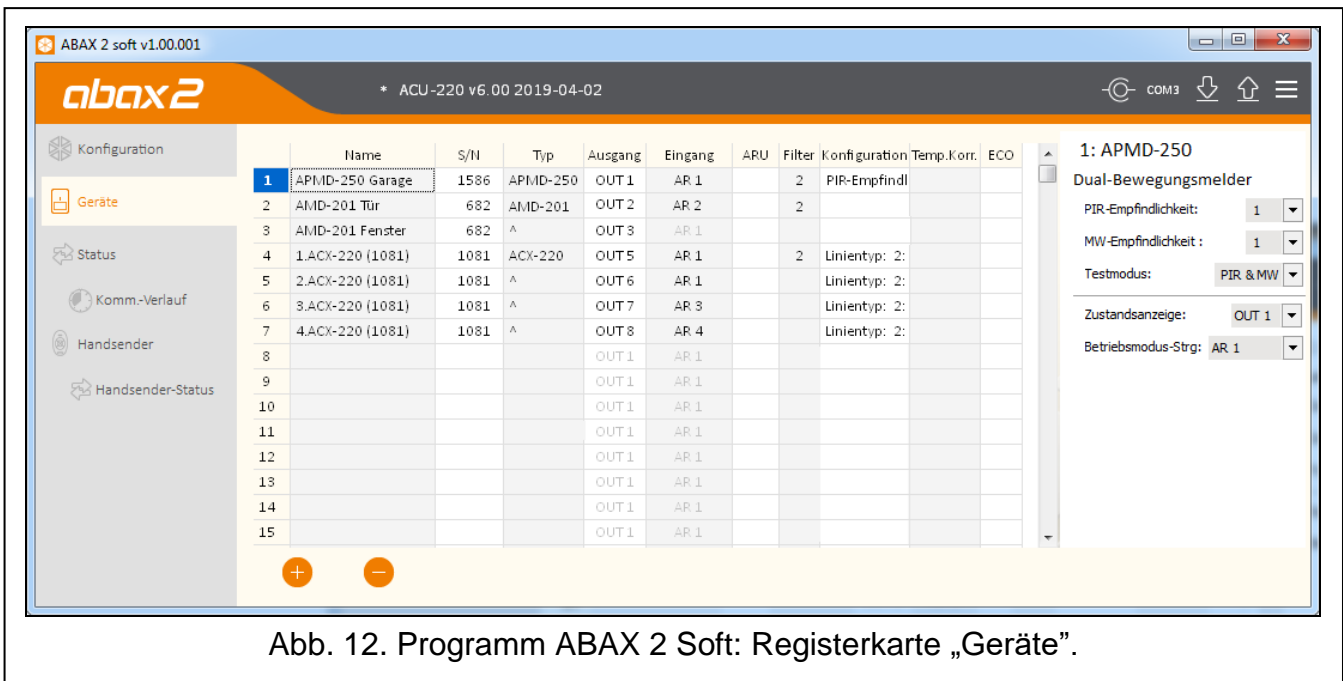 ABAX 2 soft v1.00.001
abax2
* ACU-220 v6.00 2019-04-02
COM3
Konfiguration
Geräte
Status
Komm.-Verlauf
Handsender
Handsender-Status
Name S/N Typ Ausgang Eingang ARU Filter Konfiguration Temp.Korr. ECO
1 APMD-250 Garage 1586 APMD-250 OUT 1 AR 1 2 PIR-Empfindl
2 AMD-201 Tür 682 AMD-201 OUT 2 AR 2 2
3 AMD-201 Fenster 682 ^ OUT 3 AR 1
4 1.ACX-220 (1081) 1081 ACX-220 OUT 5 AR 1 2 Linientyp: 2:
5 2.ACX-220 (1081) 1081 ^ OUT 6 AR 1 Linientyp: 2:
6 3.ACX-220 (1081) 1081 ^ OUT 7 AR 3 Linientyp: 2:
7 4.ACX-220 (1081) 1081 ^ OUT 8 AR 4 Linientyp: 2:
8 OUT 1 AR 1
9 OUT 1 AR 1
10 OUT 1 AR 1
11 OUT 1 AR 1
12 OUT 1 AR 1
13 OUT 1 AR 1
14 OUT 1 AR 1
15 OUT 1 AR 1
1: APMD-250
Dual-Bewegungsmelder
PIR-Empfindlichkeit: 1
MW-Empfindlichkeit : 1
Testmodus: PIR & MW
Zustandsanzeige: OUT 1
Betriebsmodus-Strg: AR 1
Abb. 12. Programm ABAX 2 Soft: Registerkarte „Geräte”.